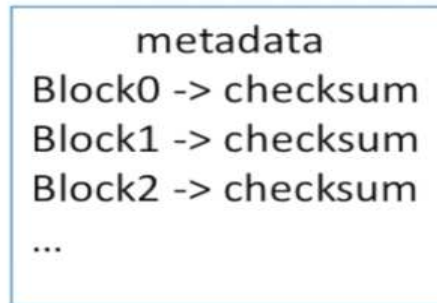 metadata
Block0 -> checksum
Block1 -> checksum
Block2 -> checksum
...